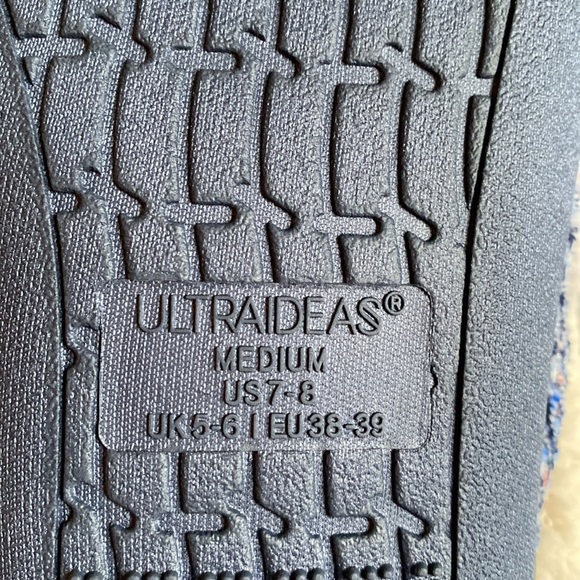 ULTRAIDEAS®
MEDIUM
US 7-8
UK 5-6 | EU 38-39